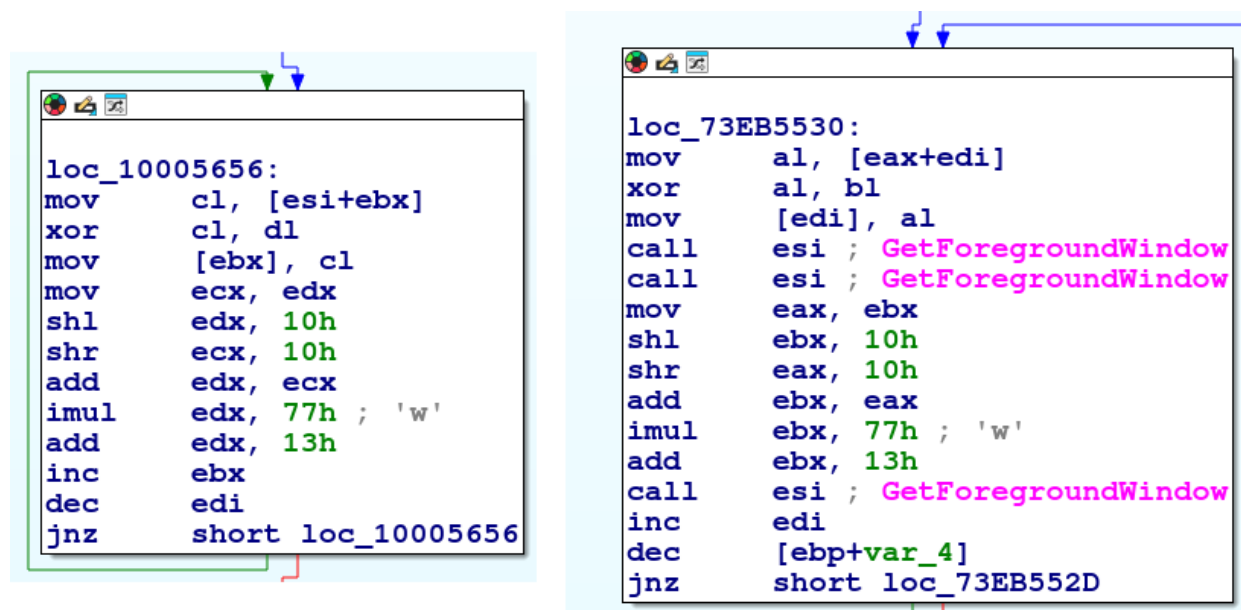 loc_10005656:
mov cl, [esi+ebx]
xor cl, dl
mov [ebx], cl
mov ecx, edx
shl edx, 10h
shr ecx, 10h
add edx, ecx
imul edx, 77h ; 'w'
add edx, 13h
inc ebx
dec edi
jnz short loc_10005656
loc_73EB5530:
mov al, [eax+edi]
xor al, bl
mov [edi], al
call esi ; GetForegroundWindow
call esi ; GetForegroundWindow
mov eax, ebx
shl ebx, 10h
shr eax, 10h
add ebx, eax
imul ebx, 77h ; 'w'
add ebx, 13h
call esi ; GetForegroundWindow
inc edi
dec [ebp+var_4]
jnz short loc_73EB552D